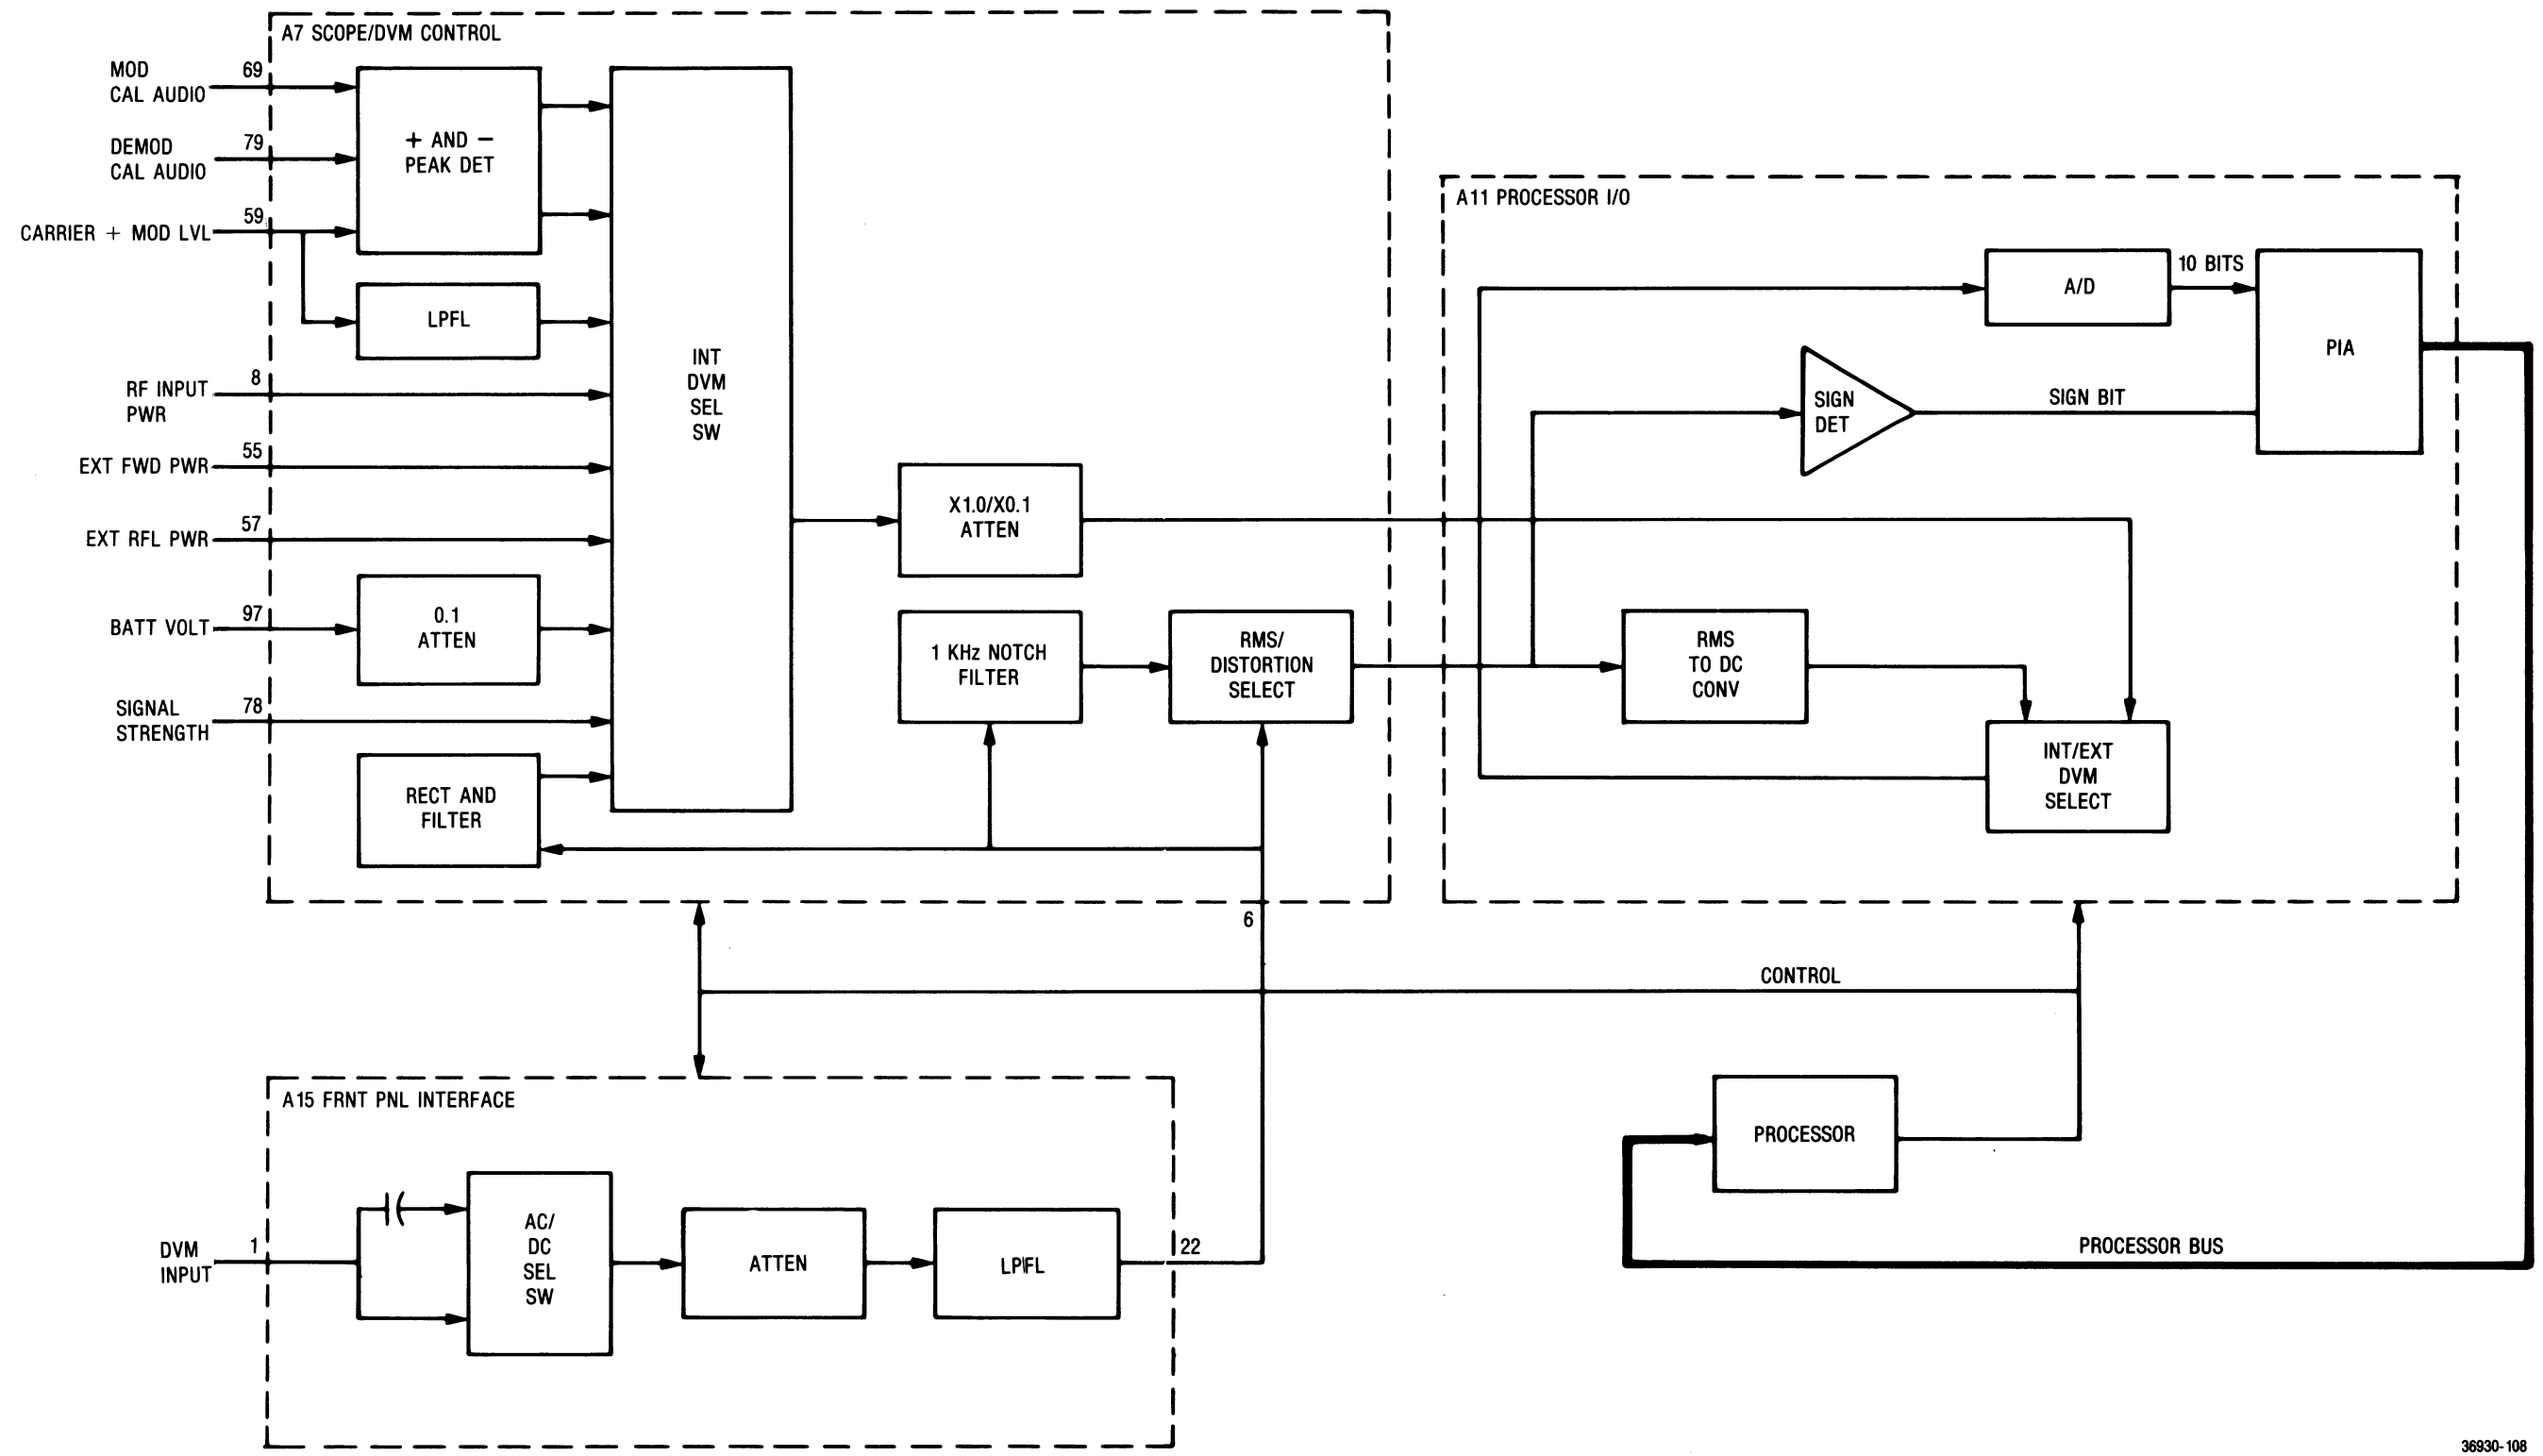 A7 SCOPE/DVM CONTROL
MOD
CAL AUDIO
69
DEMOD
CAL AUDIO
79
CARRIER + MOD LVL
59
+ AND −
PEAK DET
LPFL
RF INPUT
PWR
8
EXT FWD PWR
55
EXT RFL PWR
57
BATT VOLT
97
0.1
ATTEN
SIGNAL
STRENGTH
78
RECT AND
FILTER
INT
DVM
SEL
SW
X1.0/X0.1
ATTEN
1 KHz NOTCH
FILTER
RMS/
DISTORTION
SELECT
6
A11 PROCESSOR I/O
A/D
10 BITS
PIA
SIGN
DET
SIGN BIT
RMS
TO DC
CONV
INT/EXT
DVM
SELECT
CONTROL
PROCESSOR
PROCESSOR BUS
A15 FRNT PNL INTERFACE
DVM
INPUT
1
AC/
DC
SEL
SW
ATTEN
LPFL
22
36930-108